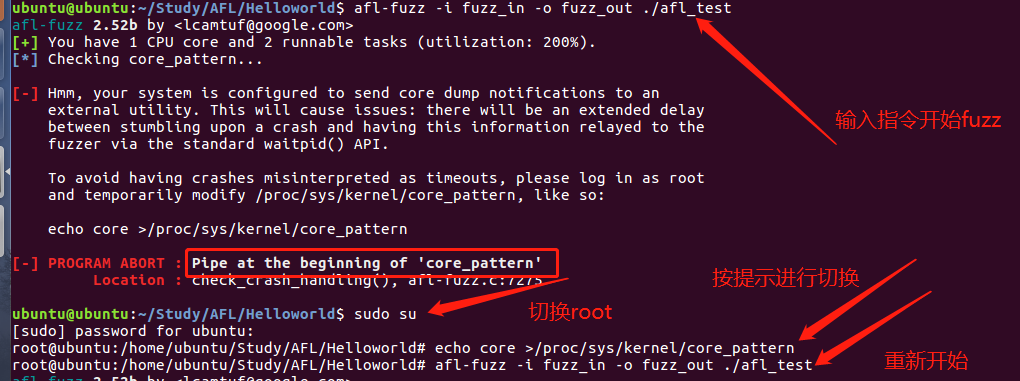 ubuntu@ubuntu:~/Study/AFL/Helloworld$ afl-fuzz -i fuzz_in -o fuzz_out ./afl_test
afl-fuzz 2.52b by <lcamtuf@google.com>
[+] You have 1 CPU core and 2 runnable tasks (utilization: 200%).
[*] Checking core_pattern...
[-] Hmm, your system is configured to send core dump notifications to an
external utility. This will cause issues: there will be an extended delay
between stumbling upon a crash and having this information relayed to the
fuzzer via the standard waitpid() API.
输入指令开始fuzz
To avoid having crashes misinterpreted as timeouts, please log in as root
and temporarily modify /proc/sys/kernel/core_pattern, like so:
echo core >/proc/sys/kernel/core_pattern
[-] PROGRAM ABORT : Pipe at the beginning of 'core_pattern'
Location : check_crash_handling(), afl-fuzz.c:7275
按提示进行切换
ubuntu@ubuntu:~/Study/AFL/Helloworld$ sudo su
切换root
[sudo] password for ubuntu:
root@ubuntu:/home/ubuntu/Study/AFL/Helloworld# echo core >/proc/sys/kernel/core_pattern
root@ubuntu:/home/ubuntu/Study/AFL/Helloworld# afl-fuzz -i fuzz_in -o fuzz_out ./afl_test
重新开始
afl-fuzz 2.52b by <lcamtuf@google.com>